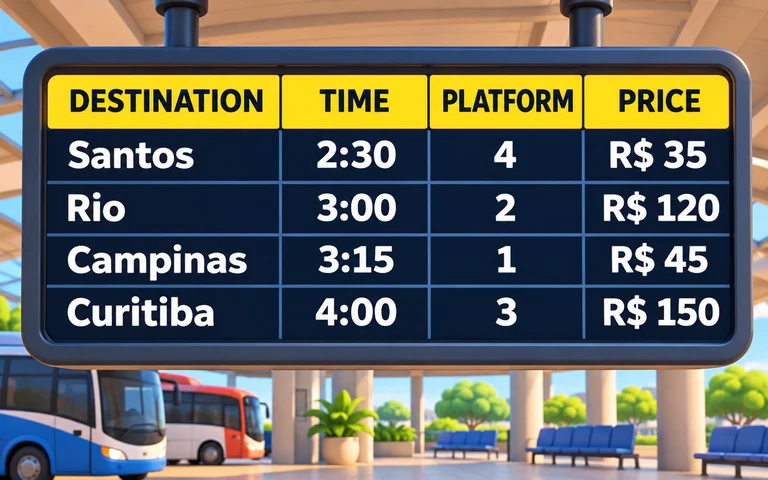 DESTINATION TIME PLATFORM PRICE
Santos 2:30 4 R$ 35
Rio 3:00 2 R$ 120
Campinas 3:15 1 R$ 45
Curitiba 4:00 3 R$ 150